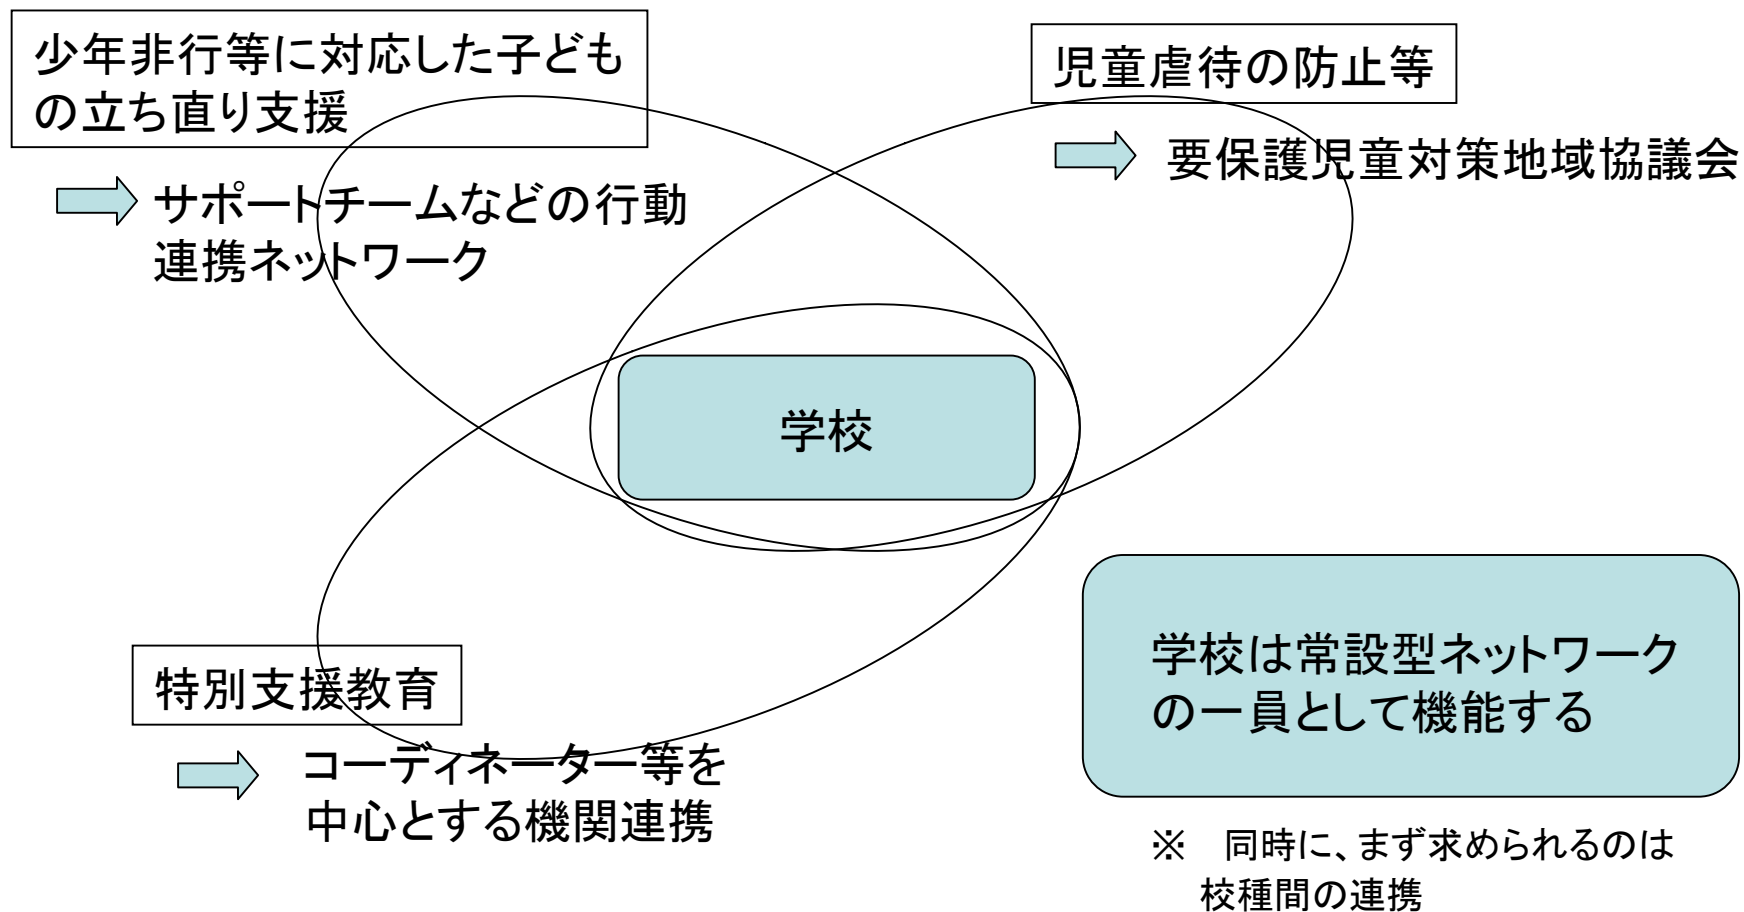 少年非行等に対応した子ども
の立ち直り支援
サポートチームなどの行動
連携ネットワーク
児童虐待の防止等
要保護児童対策地域協議会
学校
特別支援教育
コーディネーター等を
中心とする機関連携
学校は常設型ネットワーク
の一員として機能する
※　同時に、まず求められるのは
校種間の連携